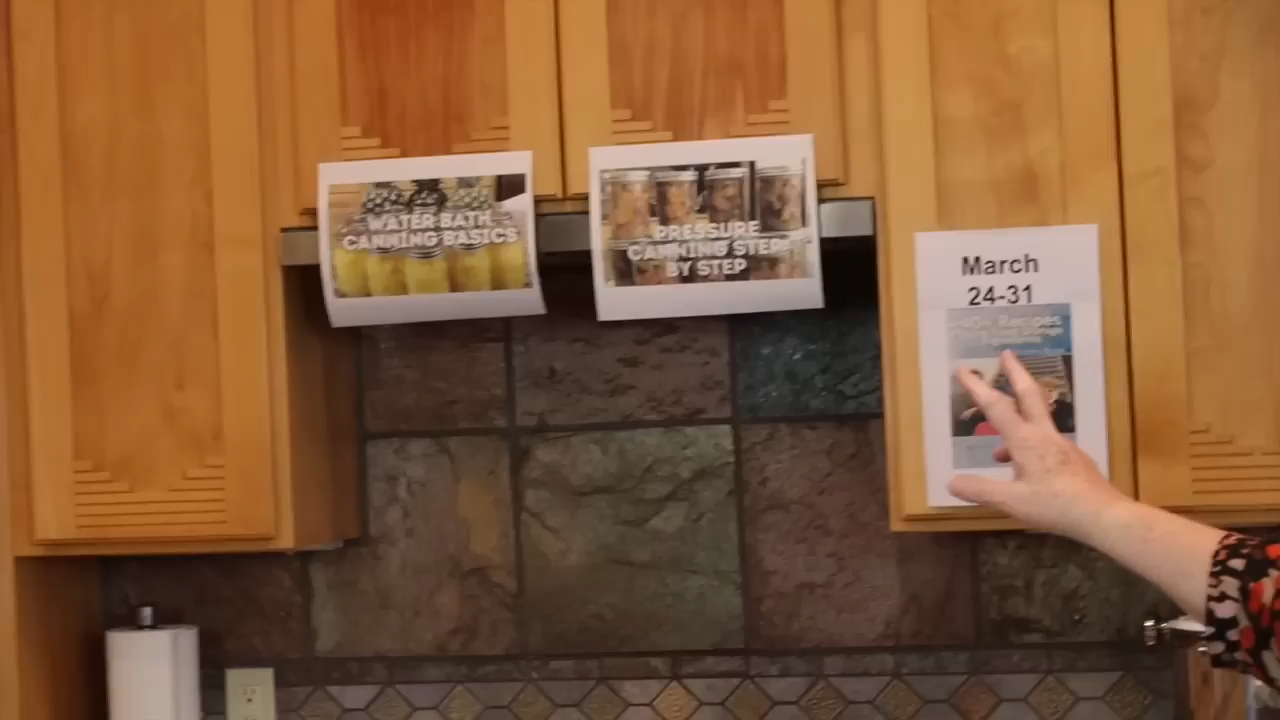 WATER BATH
CANNING BASICS
PRESSURE
CANNING STEP
BY STEP
March
24-31
Recipes